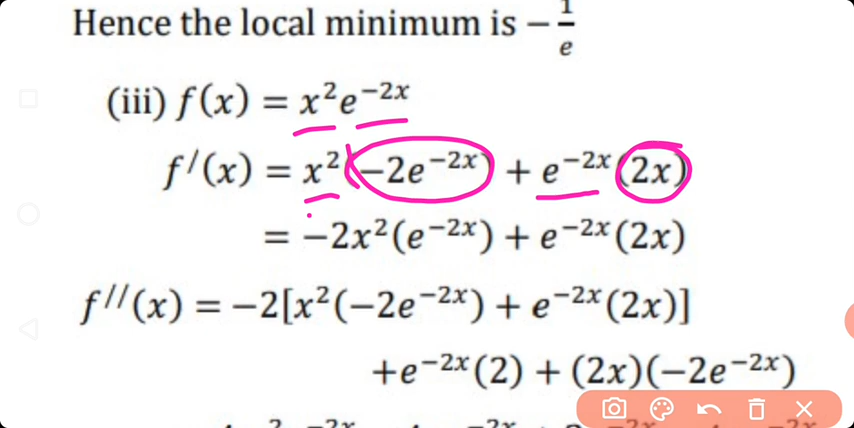 Hence the local minimum is −1/e
(iii) f(x) = x²e⁻²ˣ
f/(x) = x²(−2e⁻²ˣ) + e⁻²ˣ(2x)
= −2x²(e⁻²ˣ) + e⁻²ˣ(2x)
f//(x) = −2[x²(−2e⁻²ˣ) + e⁻²ˣ(2x)]
+e⁻²ˣ(2) + (2x)(−2e⁻²ˣ)